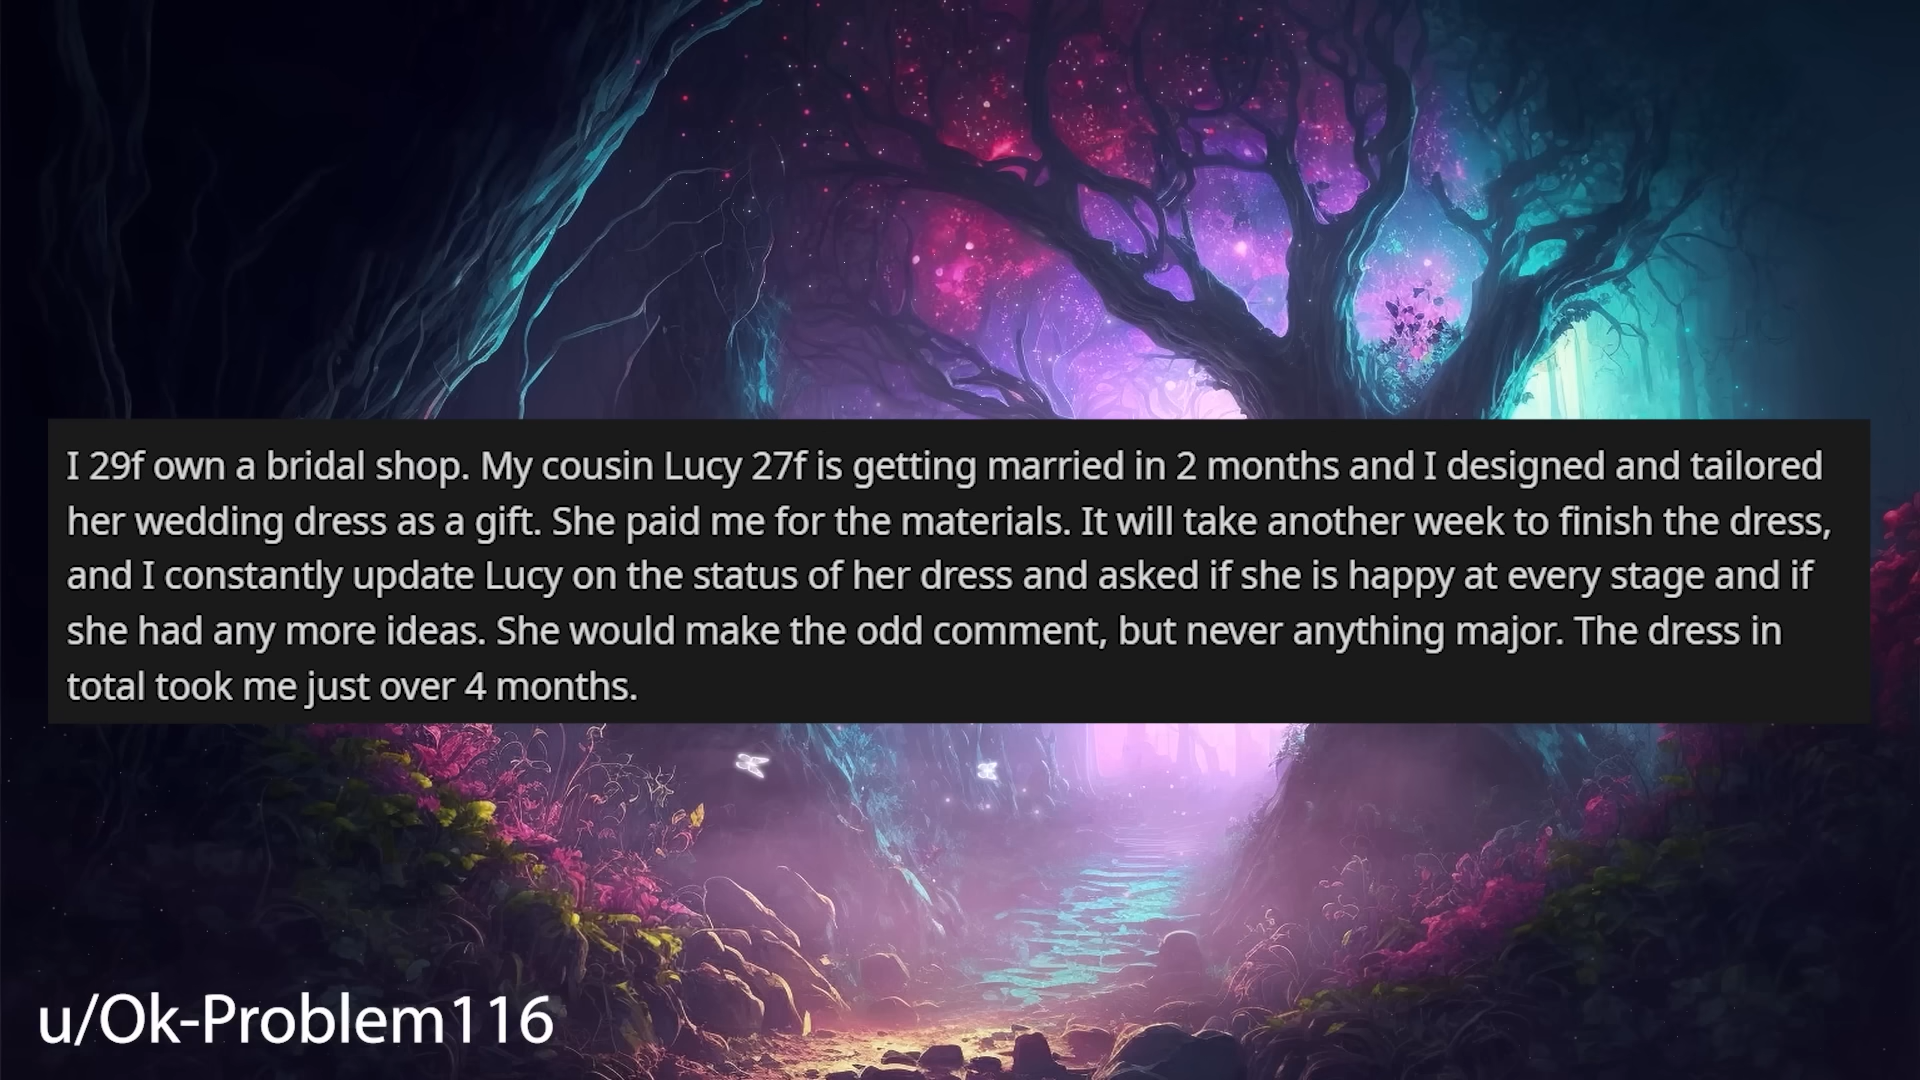 I 29f own a bridal shop. My cousin Lucy 27f is getting married in 2 months and I designed and tailored
her wedding dress as a gift. She paid me for the materials. It will take another week to finish the dress,
and I constantly update Lucy on the status of her dress and asked if she is happy at every stage and if
she had any more ideas. She would make the odd comment, but never anything major. The dress in
total took me just over 4 months.
u/Ok-Problem116